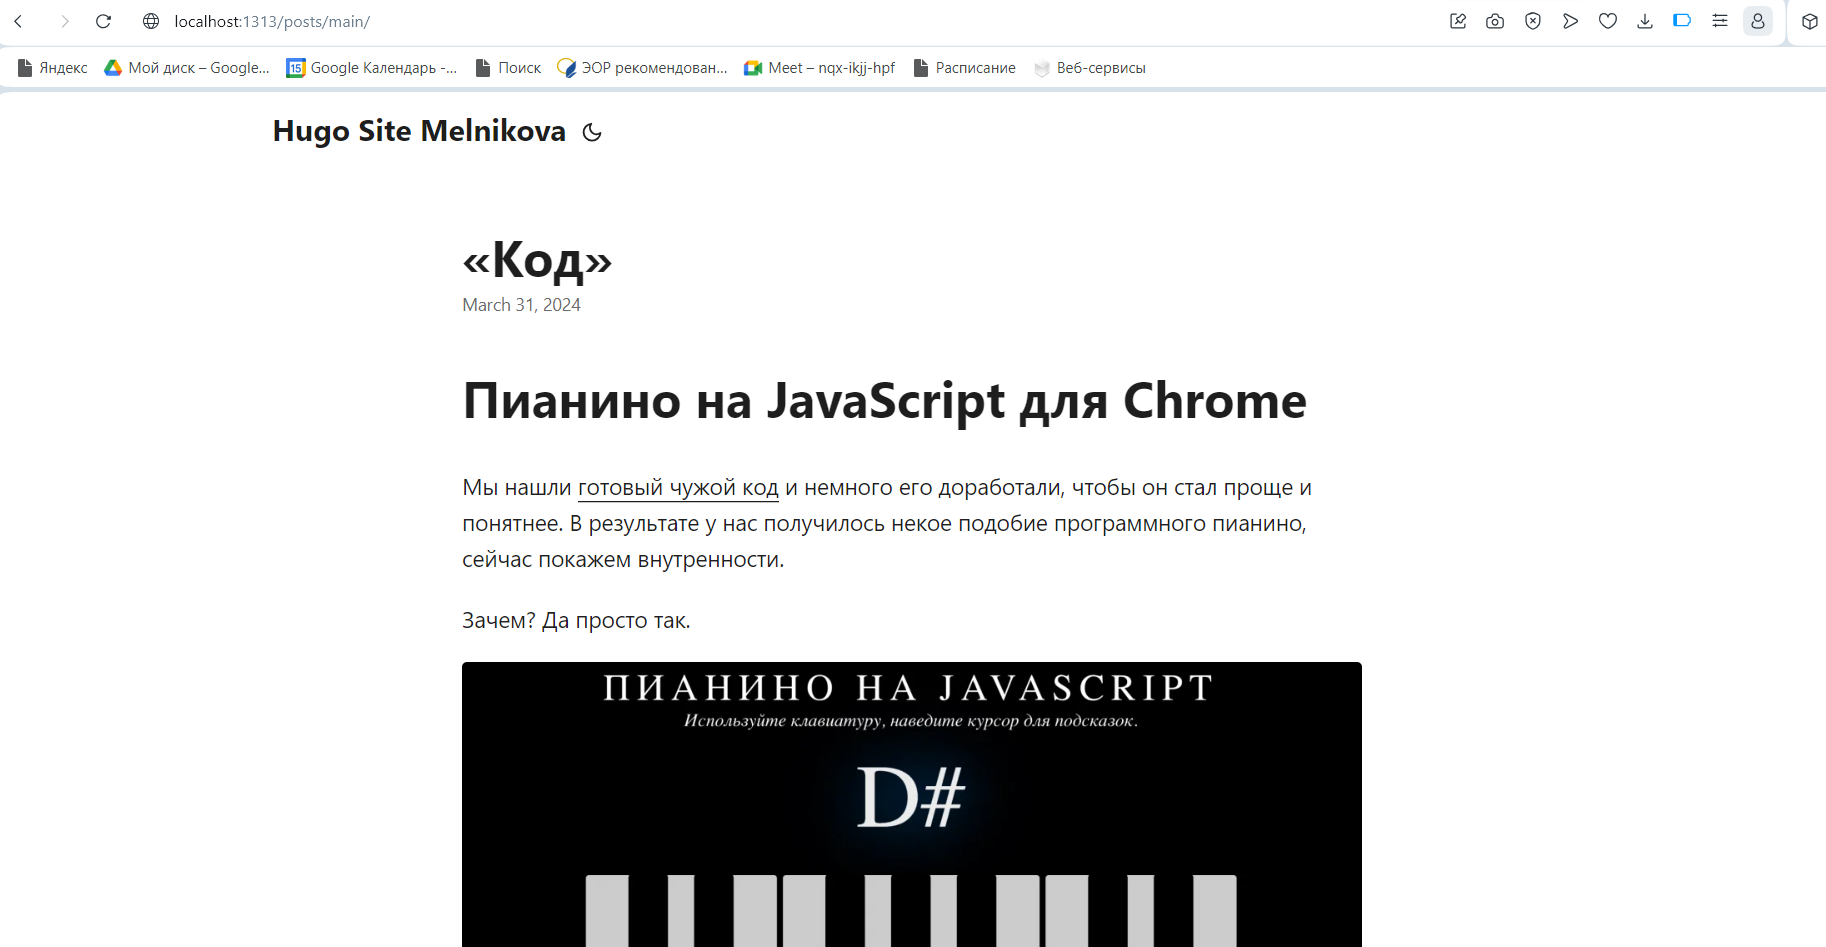 localhost:1313/posts/main/
Яндекс Мой диск – Google... 15 Google Календарь -... Поиск ЭОР рекомендован... Meet – nqx-ikjj-hpf Расписание Веб-сервисы
Hugo Site Melnikova
«Код»
March 31, 2024
Пианино на JavaScript для Chrome
Мы нашли готовый чужой код и немного его доработали, чтобы он стал проще и
понятнее. В результате у нас получилось некое подобие программного пианино,
сейчас покажем внутренности.
Зачем? Да просто так.
ПИАНИНО НА JAVASCRIPT
Используйте клавиатуру, наведите курсор для подсказок.
D#